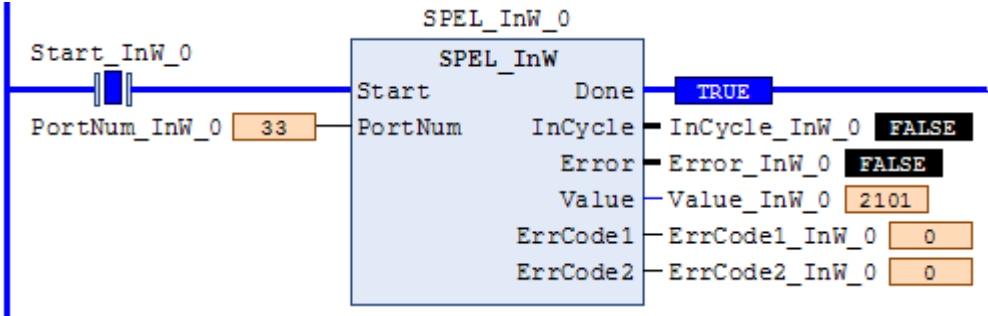 SPEL_InW_0
Start_InW_0 SPEL_InW
Start Done TRUE
PortNum_InW_0 33 PortNum InCycle InCycle_InW_0 FALSE
Error Error_InW_0 FALSE
Value Value_InW_0 2101
ErrCode1 ErrCode1_InW_0 0
ErrCode2 ErrCode2_InW_0 0